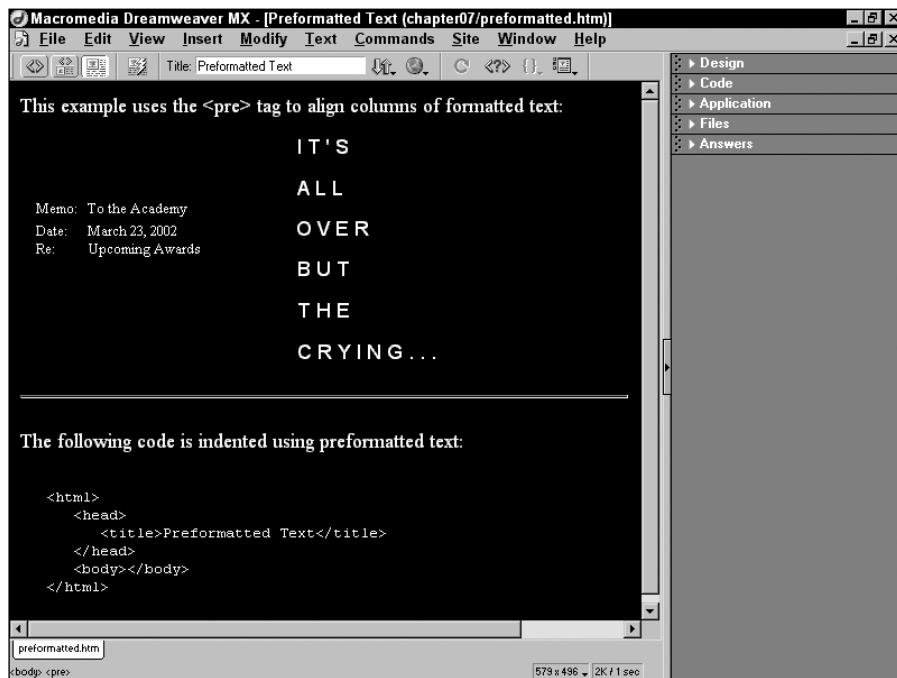 Macromedia Dreamweaver MX - [Preformatted Text (chapter07/preformatted.htm)]
File Edit View Insert Modify Text Commands Site Window Help
Title: Preformatted Text
Design
Code
Application
Files
Answers
This example uses the <pre> tag to align columns of formatted text:
IT'S
ALL
Memo: To the Academy
Date: March 23, 2002
OVER
Re: Upcoming Awards
BUT
THE
CRYING...
The following code is indented using preformatted text:
<html>
<head>
<title>Preformatted Text</title>
</head>
<body></body>
</html>
preformatted.htm
<body> <pre>
579 x 496 2K / 1 sec